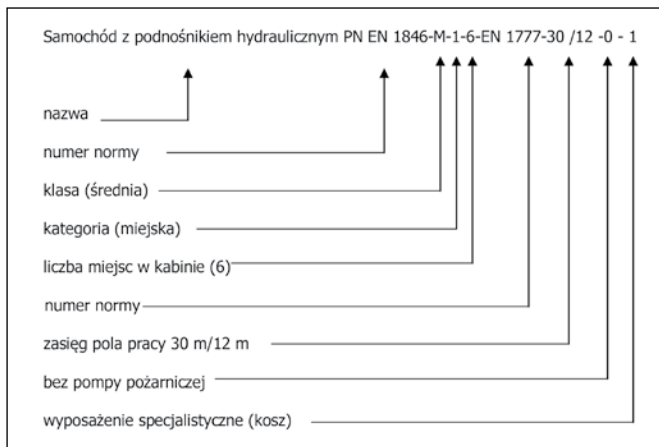 Samochód z podnośnikiem hydraulicznym PN EN 1846-M-1-6-EN 1777-30 /12 -0 - 1
nazwa
numer normy
klasa (średnia)
kategoria (miejska)
liczba miejsc w kabinie (6)
numer normy
zasięg pola pracy 30 m/12 m
bez pompy pożarniczej
wyposażenie specjalistyczne (kosz)